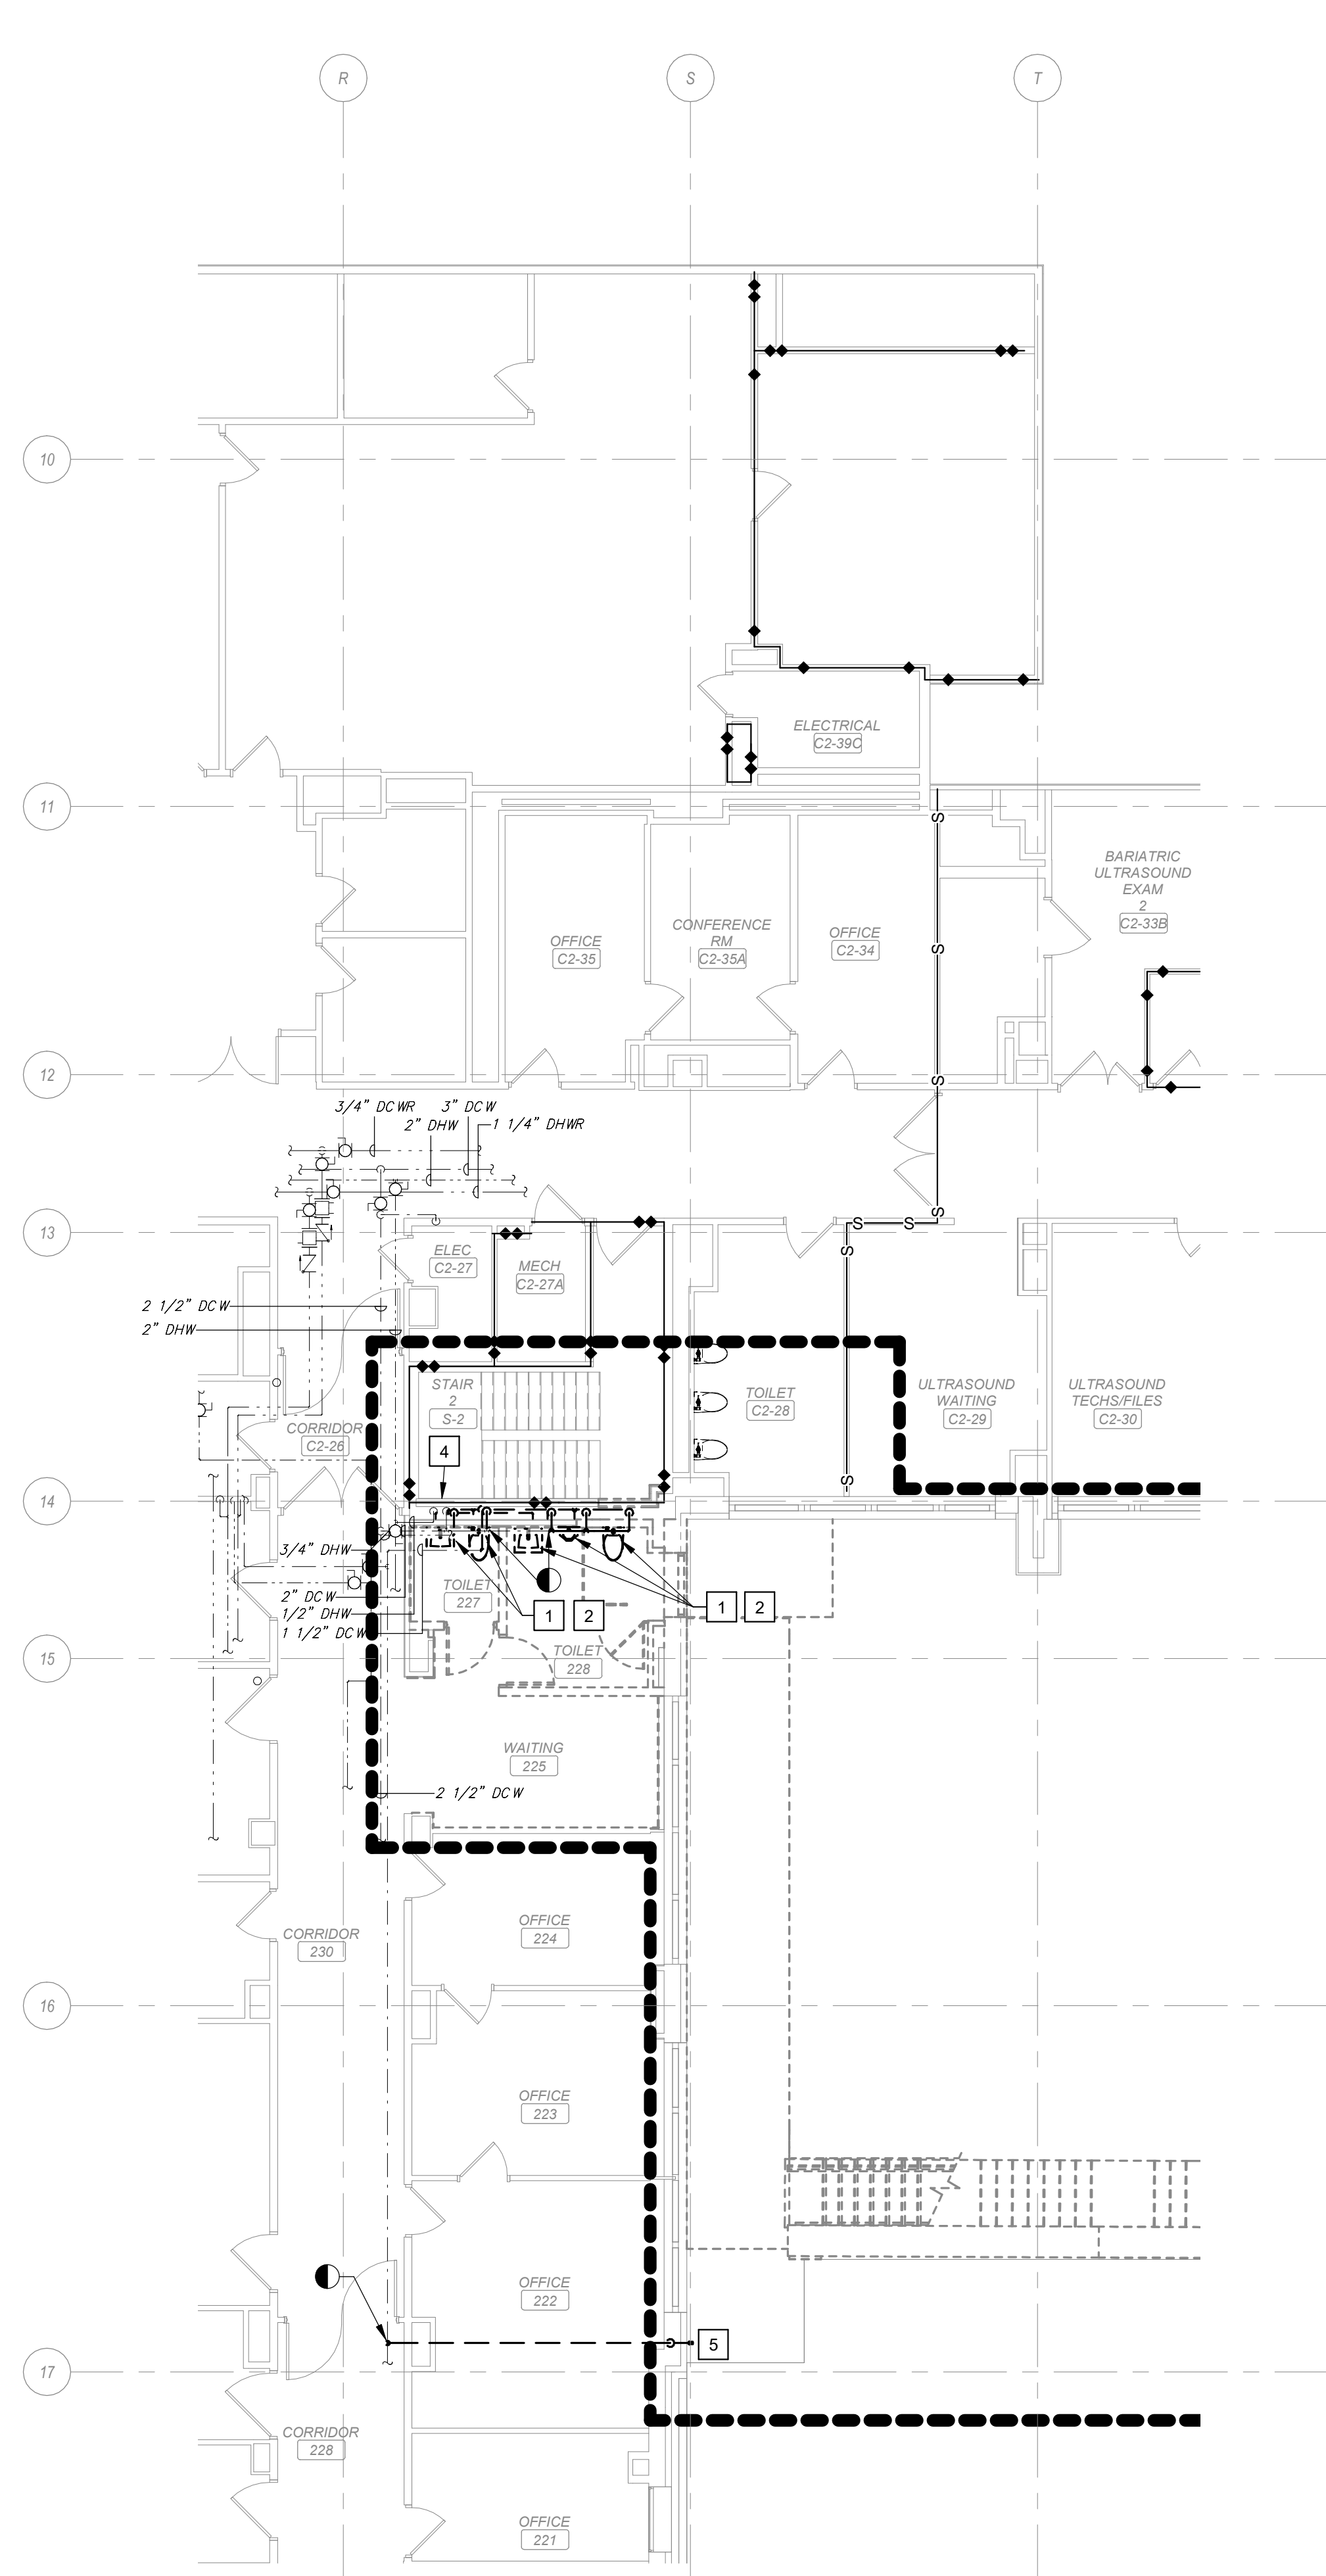 R
S
T
10
ELECTRICAL
C2-39C
11
S
BARIATRIC
ULTRASOUND
EXAM
2
C2-33B
OFFICE
C2-35
CONFERENCE
RM
C2-35A
OFFICE
C2-34
S
12
S
3/4" DCWR
3" DCW
2" DHW
1 1/4" DHWR
S
13
S
S
S
ELEC
C2-27
MECH
C2-27A
2 1/2" DCW
2" DHW
STAIR
2
S-2
TOILET
C2-28
ULTRASOUND
WAITING
C2-29
ULTRASOUND
TECHS/FILES
C2-30
CORRIDOR
C2-26
4
S
14
3/4" DHW
2" DCW
1/2" DHW
1 1/2" DCW
TOILET
227
1
2
1
2
15
TOILET
228
WAITING
225
2 1/2" DCW
OFFICE
224
CORRIDOR
230
16
OFFICE
223
OFFICE
222
5
17
CORRIDOR
228
OFFICE
221